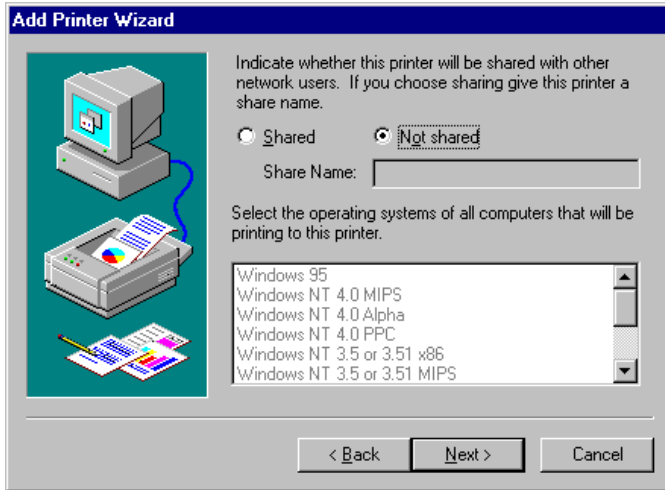 Add Printer Wizard
Indicate whether this printer will be shared with other
network users. If you choose sharing give this printer a
share name.
Shared Not shared
Share Name:
Select the operating systems of all computers that will be
printing to this printer.
Windows 95
Windows NT 4.0 MIPS
Windows NT 4.0 Alpha
Windows NT 4.0 PPC
Windows NT 3.5 or 3.51 x86
Windows NT 3.5 or 3.51 MIPS
< Back Next > Cancel